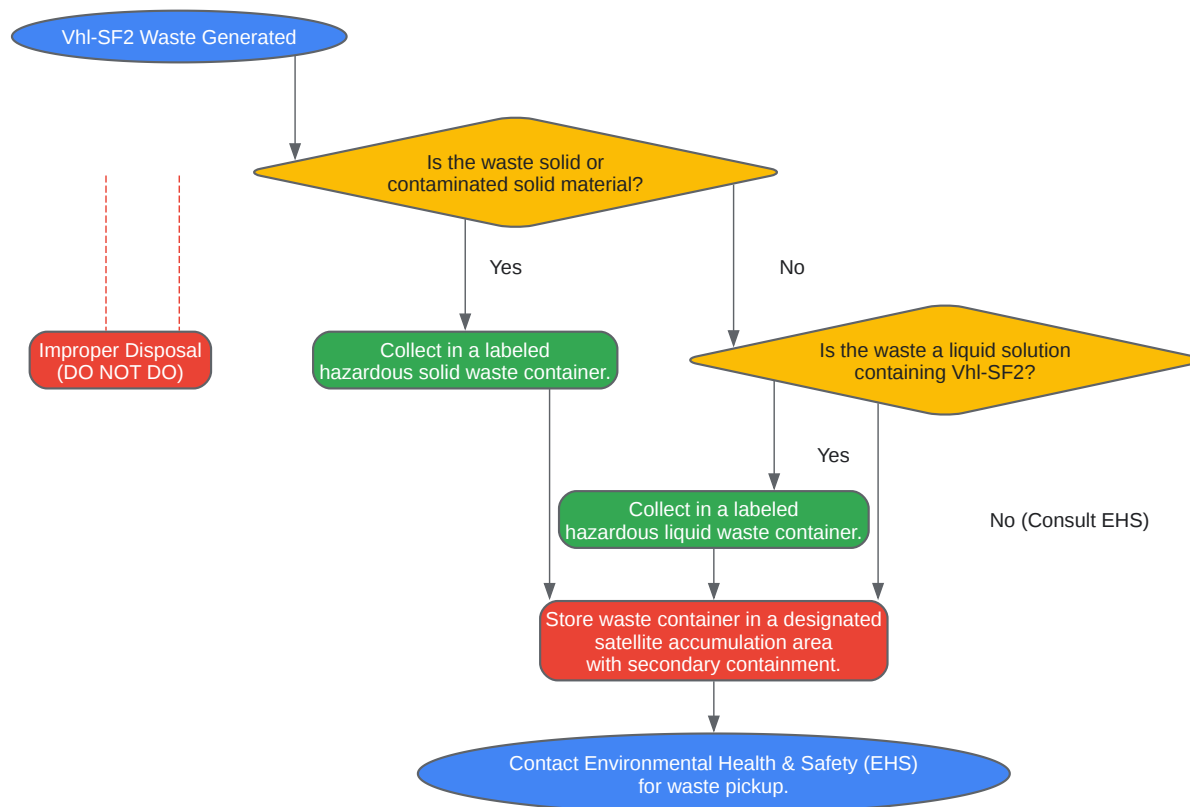 Vhl-SF2 Waste Generated
Is the waste solid or
contaminated solid material?
Yes
No
Improper Disposal
(DO NOT DO)
Collect in a labeled
hazardous solid waste container.
Is the waste a liquid solution
containing Vhl-SF2?
Yes
Collect in a labeled
hazardous liquid waste container.
No (Consult EHS)
Store waste container in a designated
satellite accumulation area
with secondary containment.
Contact Environmental Health & Safety (EHS)
for waste pickup.